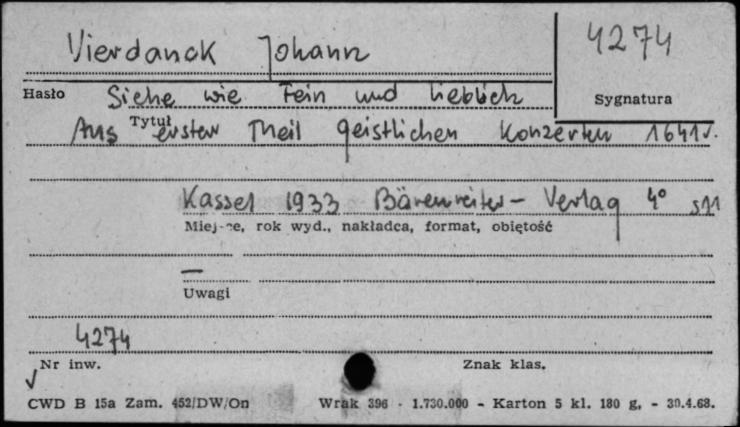 Vierdanck Johann
4274
Hasło
Siehe wie Fein und Lieblich
Sygnatura
Tytuł
Aus ersten Theil geistlichen Konzerten 1641r.
Kassel 1933 Bärenreiter-Verlag 4° s11
Miejsce, rok wyd., nakładca, format, obiętość
—
Uwagi
4274
Nr inw.
Znak klas.
CWD B 15a Zam. 452/DW/On Wrak 396 - 1.730.000 - Karton 5 kl. 180 g. - 30.4.68.